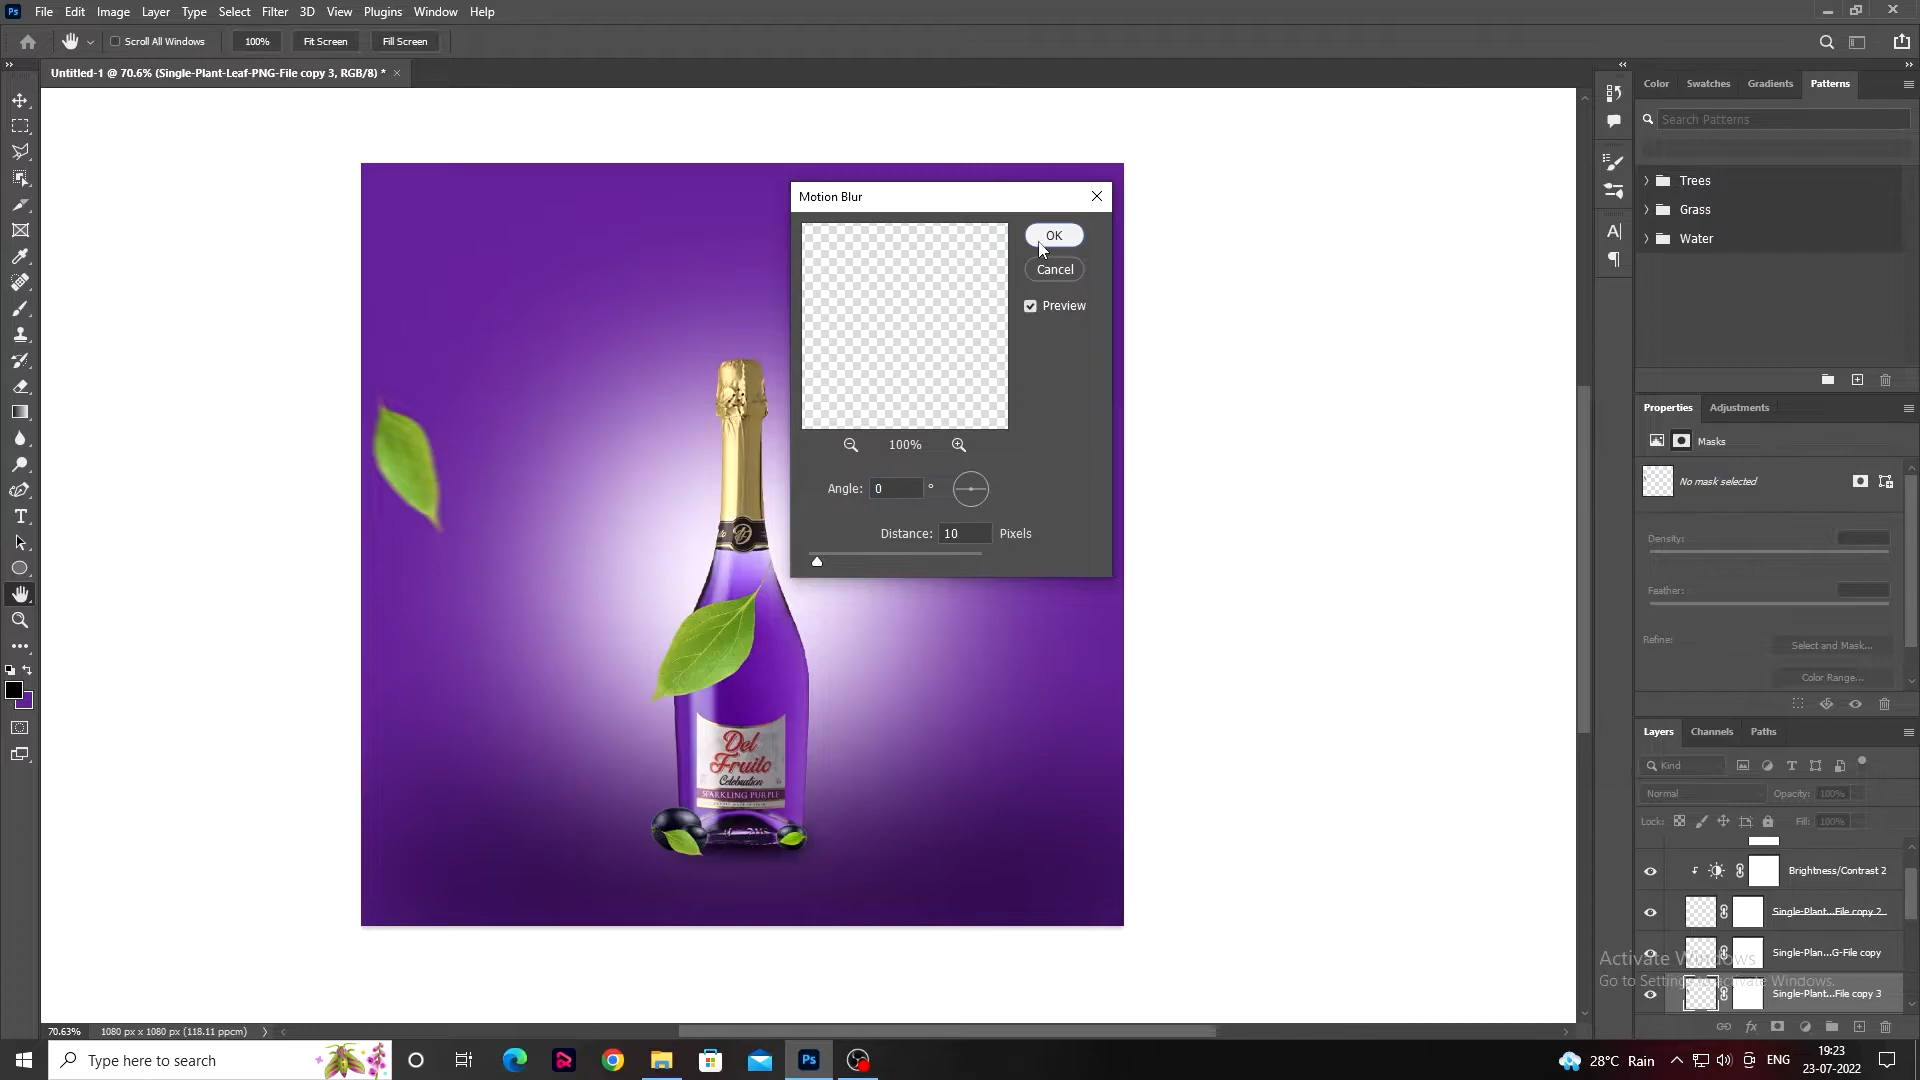 Ps File Edit Image Layer Type Select Filter 3D View Plugins Window Help
Scroll All Windows 100% Fit Screen Fill Screen
Untitled-1 @ 70.6% (Single-Plant-Leaf-PNG-File copy 3, RGB/8) *
Color Swatches Gradients Patterns
Search Patterns
Trees
Grass
Water
Motion Blur
OK
Cancel
Preview
100%
Angle: 0 °
Distance: 10 Pixels
Properties Adjustments
Masks
No mask selected
Density:
Feather:
Refine:
Select and Mask...
Color Range...
Del
Fruito
Celebration
SPARKLING PURPLE
Layers Channels Paths
Kind
Normal Opacity: 100%
Lock: Fill: 100%
Brightness/Contrast 2
Single-Plant...File copy 2
Single-Plan...G-File copy
Single-Plant...File copy 3
Activate Windows
Go to Settings to activate Windows.
70.63% 1080 px x 1080 px (118.11 ppcm)
Type here to search
Ps
28°C Rain
ENG
19:23
23-07-2022